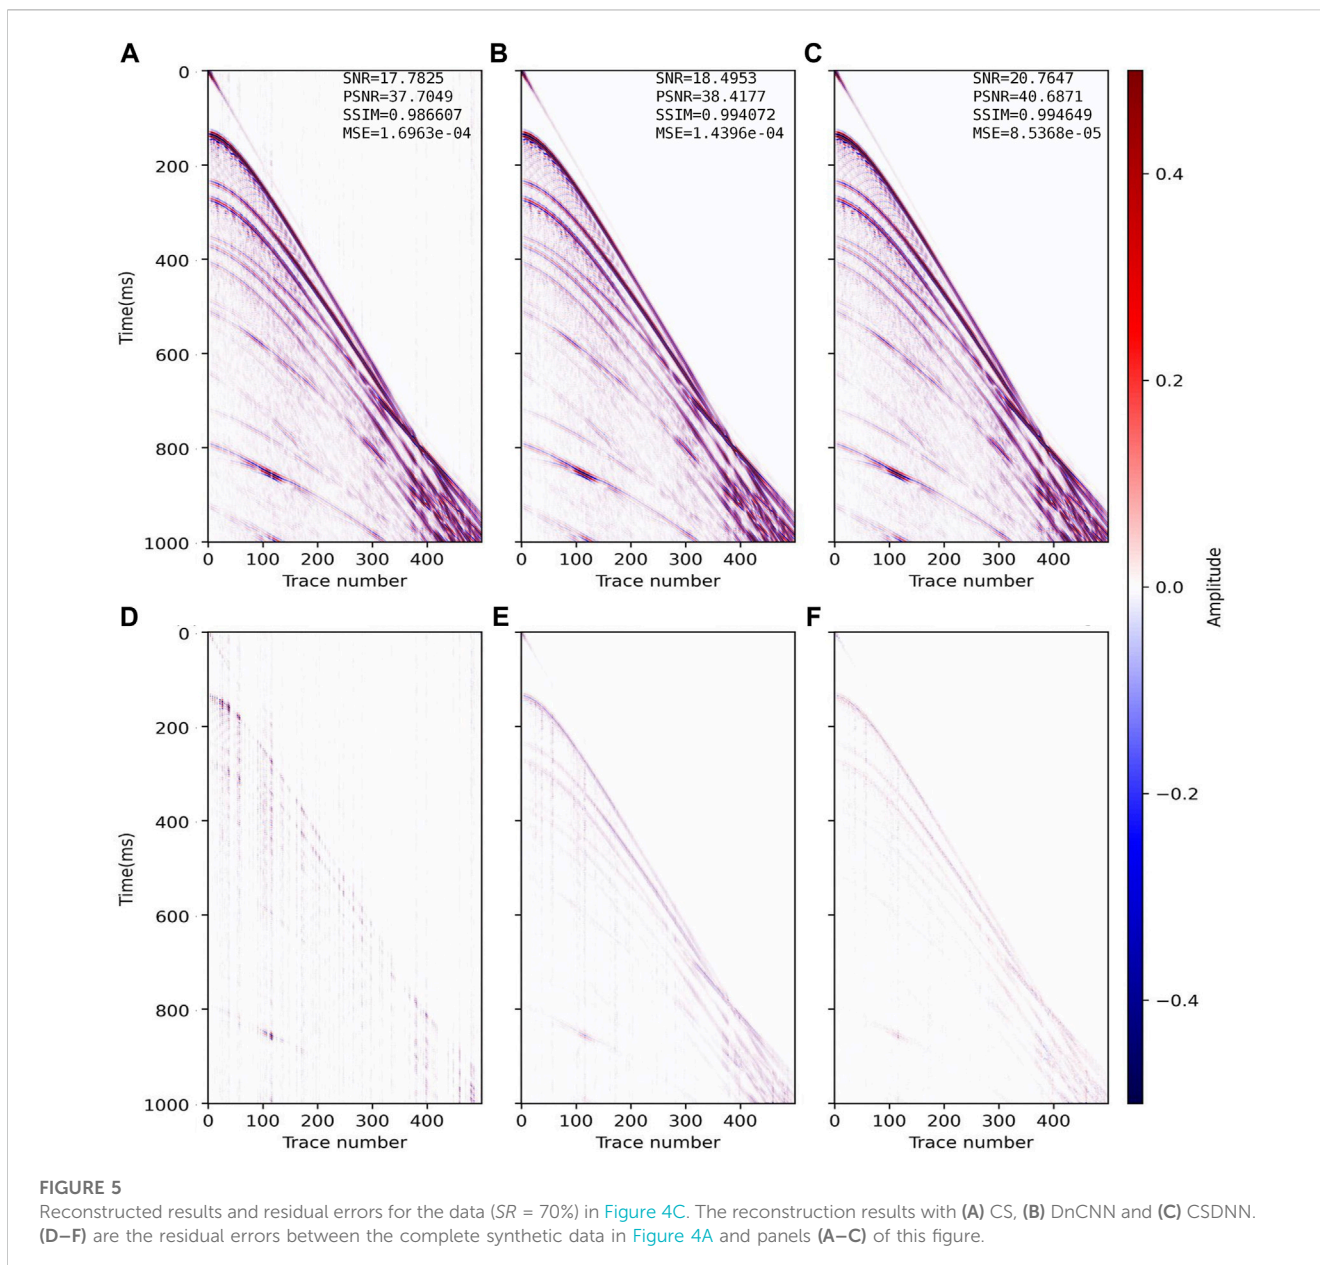 A
B
C
SNR=17.7825
PSNR=37.7049
SSIM=0.986607
MSE=1.6963e-04
SNR=18.4953
PSNR=38.4177
SSIM=0.994072
MSE=1.4396e-04
SNR=20.7647
PSNR=40.6871
SSIM=0.994649
MSE=8.5368e-05
0
200
400
600
800
1000
Time(ms)
0 100 200 300 400
Trace number
0 100 200 300 400
Trace number
0 100 200 300 400
Trace number
D
E
F
0
200
400
600
800
1000
Time(ms)
0 100 200 300 400
Trace number
0 100 200 300 400
Trace number
0 100 200 300 400
Trace number
0.4
0.2
0.0
−0.2
−0.4
Amplitude
FIGURE 5
Reconstructed results and residual errors for the data (SR = 70%) in Figure 4C. The reconstruction results with (A) CS, (B) DnCNN and (C) CSDNN.
(D–F) are the residual errors between the complete synthetic data in Figure 4A and panels (A–C) of this figure.